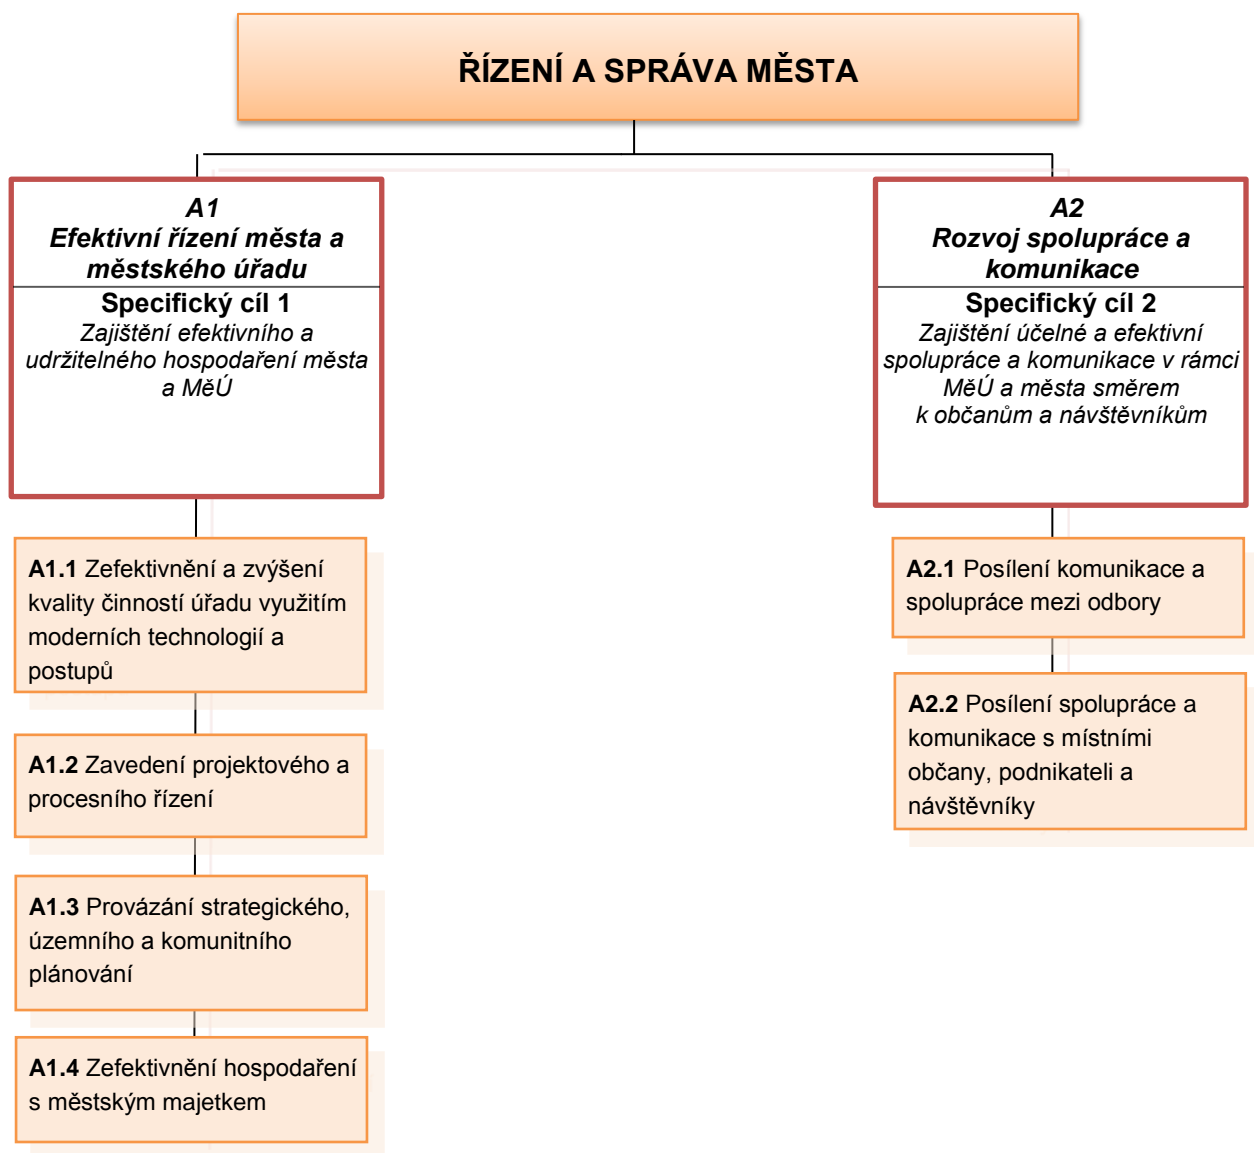 ŘÍZENÍ A SPRÁVA MĚSTA
A1
Efektivní řízení města a
městského úřadu
Specifický cíl 1
Zajištění efektivního a
udržitelného hospodaření města
a MěÚ
A1.1 Zefektivnění a zvýšení
kvality činností úřadu využitím
moderních technologií a
postupů
A1.2 Zavedení projektového a
procesního řízení
A1.3 Provázání strategického,
územního a komunitního
plánování
A1.4 Zefektivnění hospodaření
s městským majetkem
A2
Rozvoj spolupráce a
komunikace
Specifický cíl 2
Zajištění účelné a efektivní
spolupráce a komunikace v rámci
MěÚ a města směrem
k občanům a návštěvníkům
A2.1 Posílení komunikace a
spolupráce mezi odbory
A2.2 Posílení spolupráce a
komunikace s místními
občany, podnikateli a
návštěvníky